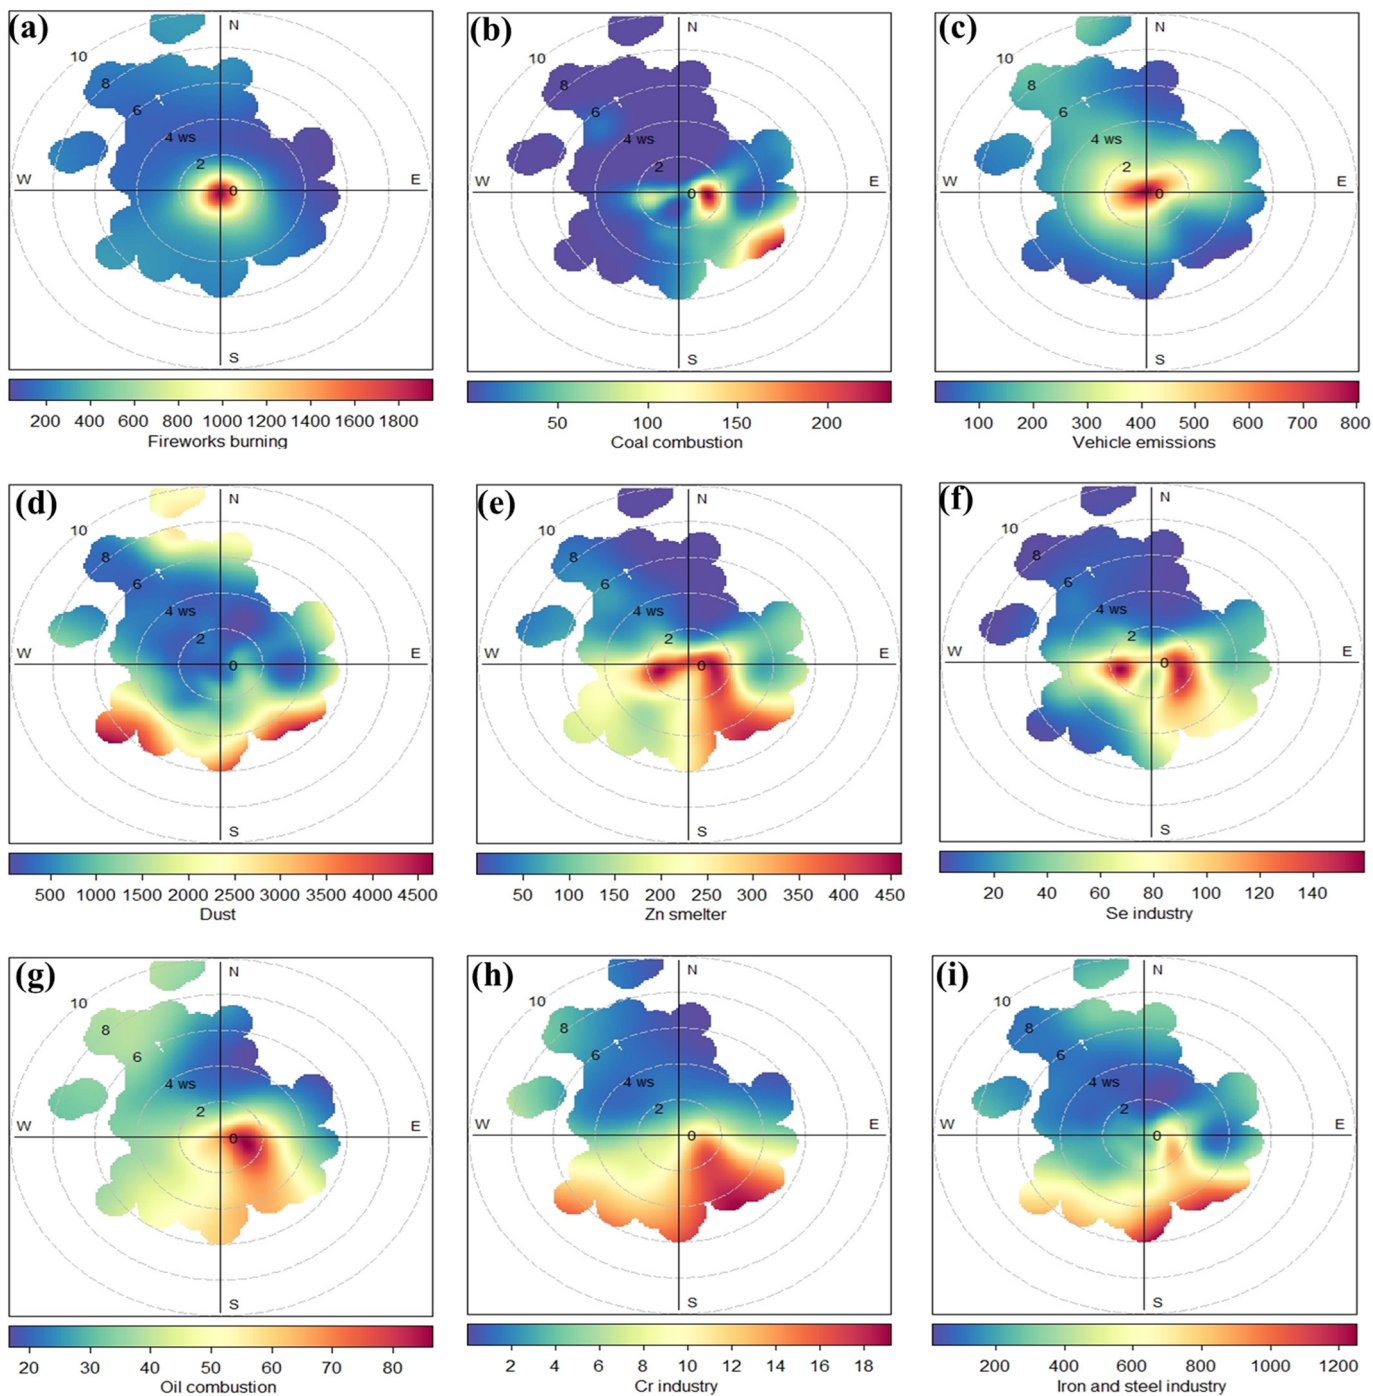 (a)
N
10
8
6
4 ws
2
0
W
E
S
200 400 600 800 1000 1200 1400 1600 1800
Fireworks burning
(b)
N
10
8
6
4 ws
2
0
W
E
S
50 100 150 200
Coal combustion
(c)
N
10
8
6
4 ws
2
0
W
E
S
100 200 300 400 500 600 700 800
Vehicle emissions
(d)
N
10
8
6
4 ws
2
0
W
E
S
500 1000 1500 2000 2500 3000 3500 4000 4500
Dust
(e)
N
10
8
6
4 ws
2
0
W
E
S
50 100 150 200 250 300 350 400 450
Zn smelter
(f)
N
10
8
6
4 ws
2
0
W
E
S
20 40 60 80 100 120 140
Se industry
(g)
N
10
8
6
4 ws
2
0
W
E
S
20 30 40 50 60 70 80
Oil combustion
(h)
N
10
8
6
4 ws
2
0
W
E
S
2 4 6 8 10 12 14 16 18
Cr industry
(i)
N
10
8
6
4 ws
2
0
W
E
S
200 400 600 800 1000 1200
Iron and steel industry